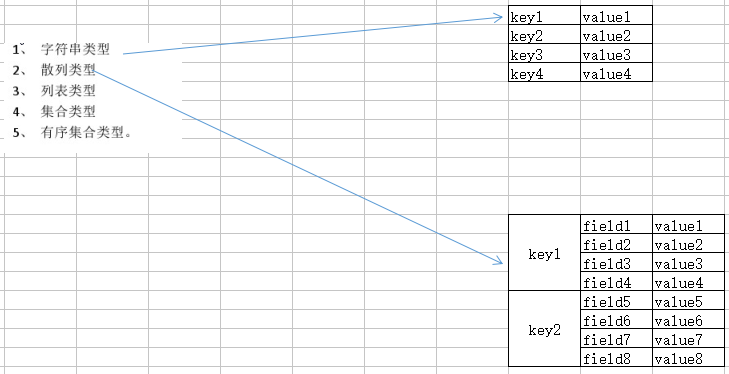 key1 value1
key2 value2
key3 value3
key4 value4
1、 字符串类型
2、 散列类型
3、 列表类型
4、 集合类型
5、 有序集合类型。
key1
field1 value1
field2 value2
field3 value3
field4 value4
key2
field5 value5
field6 value6
field7 value7
field8 value8